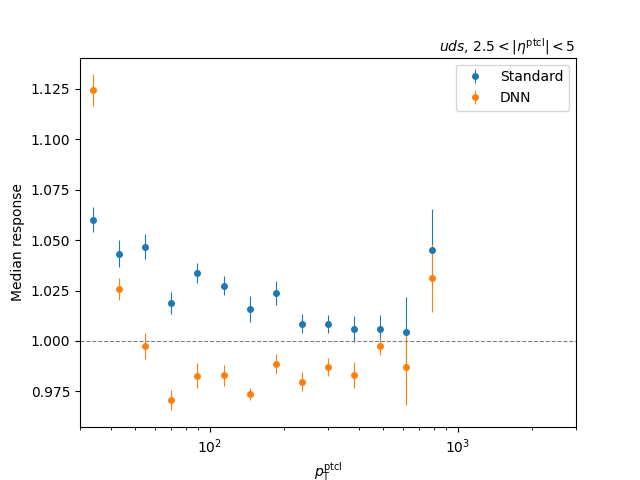 uds, 2.5 < |η^ptcl| < 5
Standard
DNN
Median response
1.125
1.100
1.075
1.050
1.025
1.000
0.975
10^2
10^3
p_T^ptcl